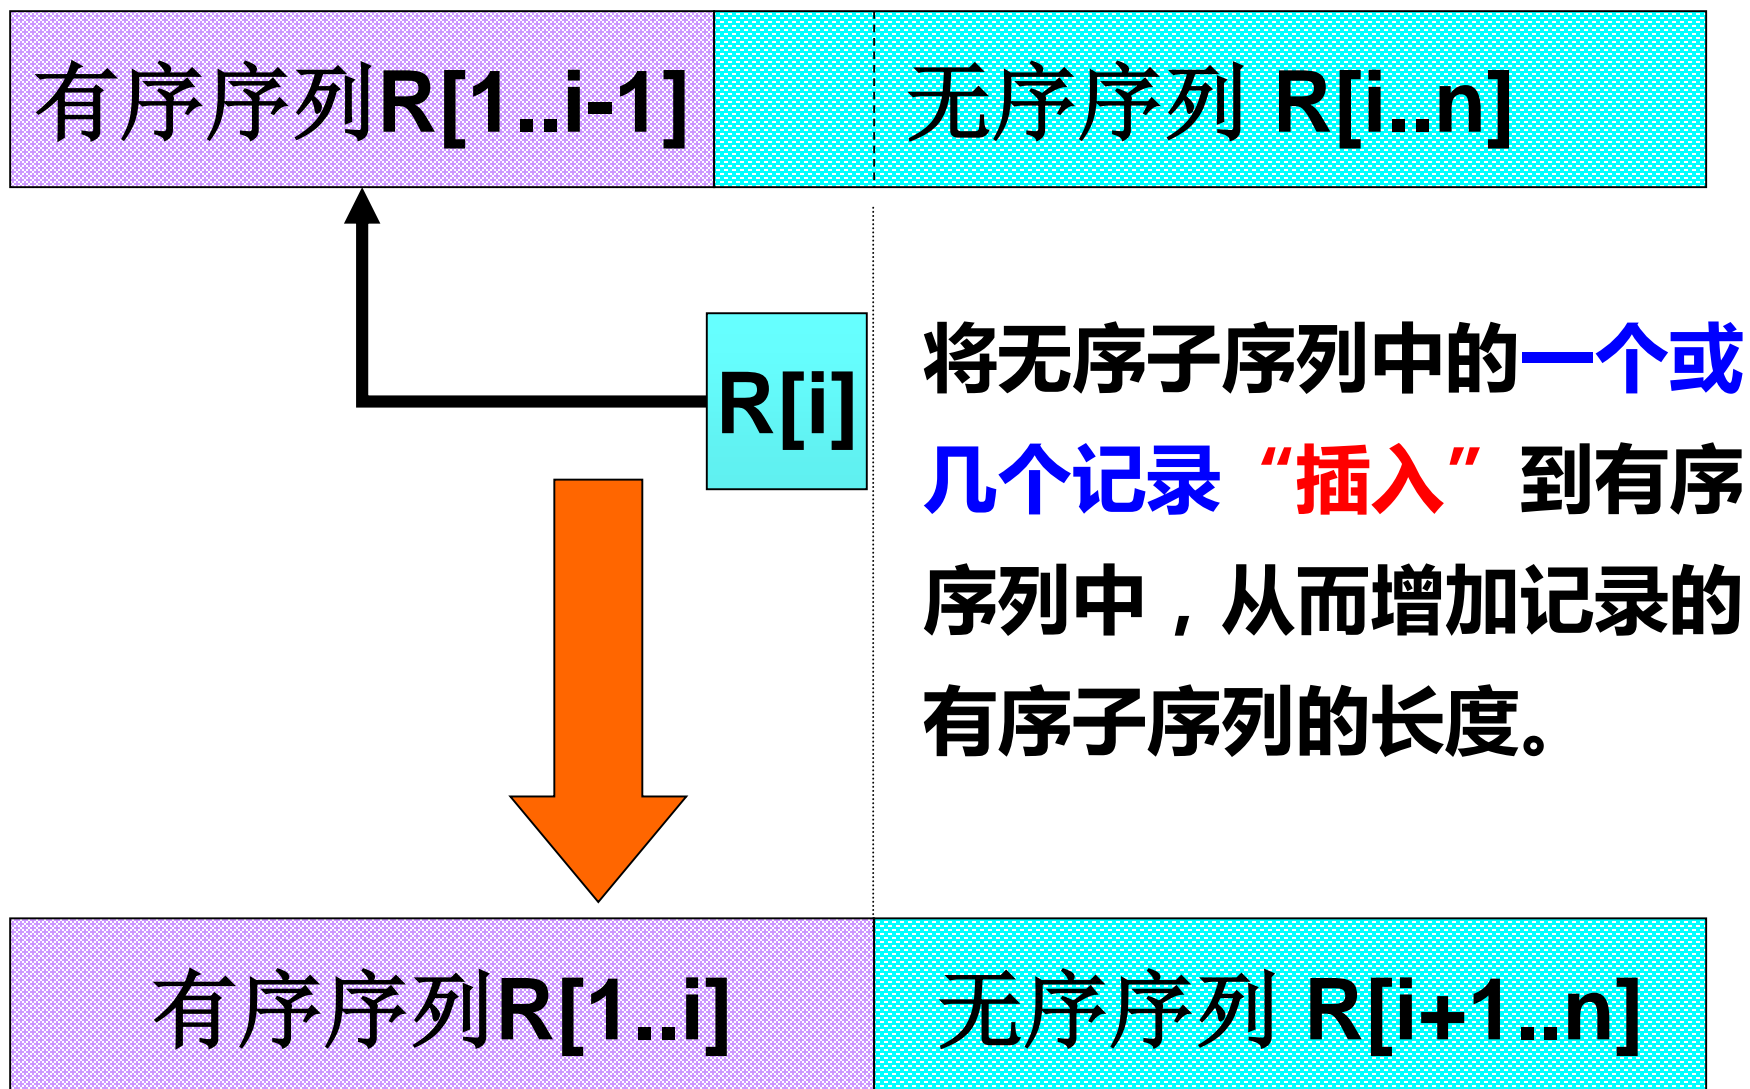 有序序列R[1..i-1]
无序序列 R[i..n]
R[i]
将无序子序列中的一个或
几个记录“插入”到有序
序列中，从而增加记录的
有序子序列的长度。
有序序列R[1..i]
无序序列 R[i+1..n]